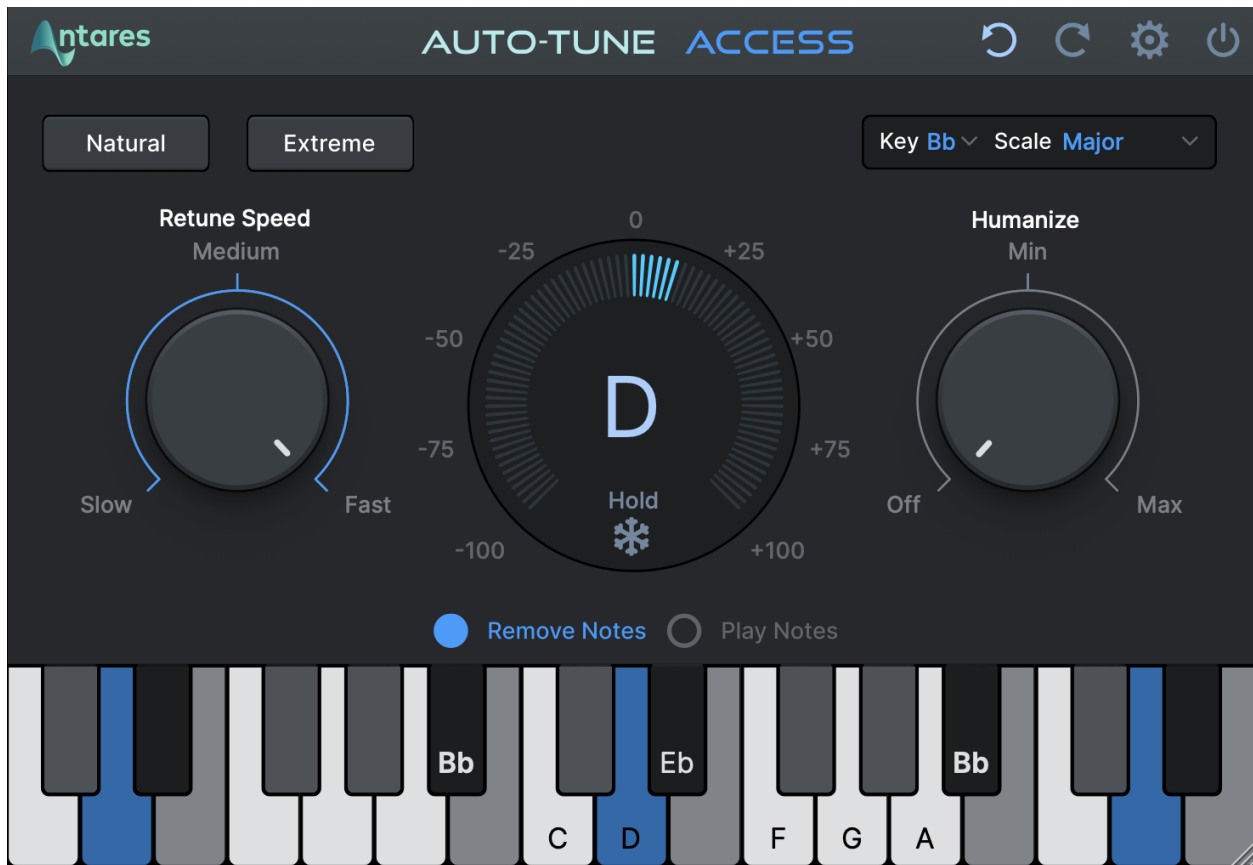 Antares
AUTO-TUNE ACCESS
Natural
Extreme
Key Bb Scale Major
Retune Speed
Medium
Slow
Fast
0
-25
+25
-50
+50
-75
+75
-100
+100
D
Hold
Humanize
Min
Off
Max
Remove Notes
Play Notes
Bb
Eb
Bb
C
D
F
G
A